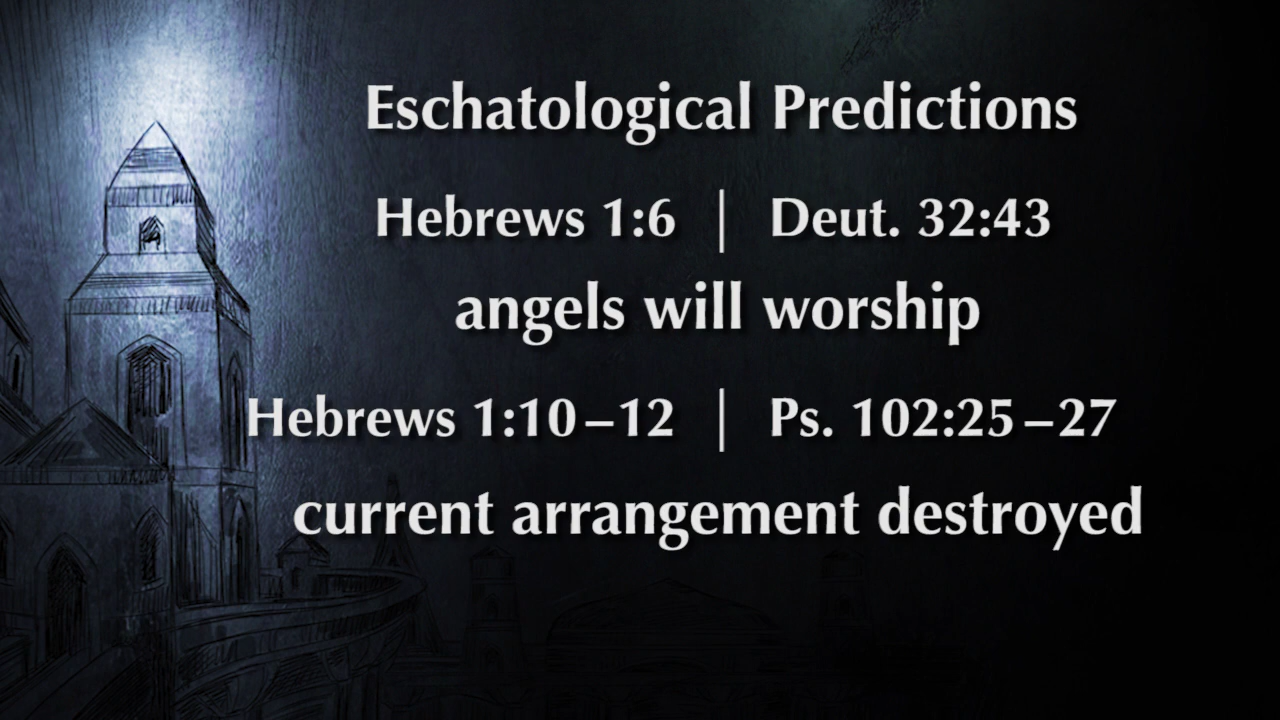 Eschatological Predictions
Hebrews 1:6 | Deut. 32:43
angels will worship
Hebrews 1:10–12 | Ps. 102:25–27
current arrangement destroyed